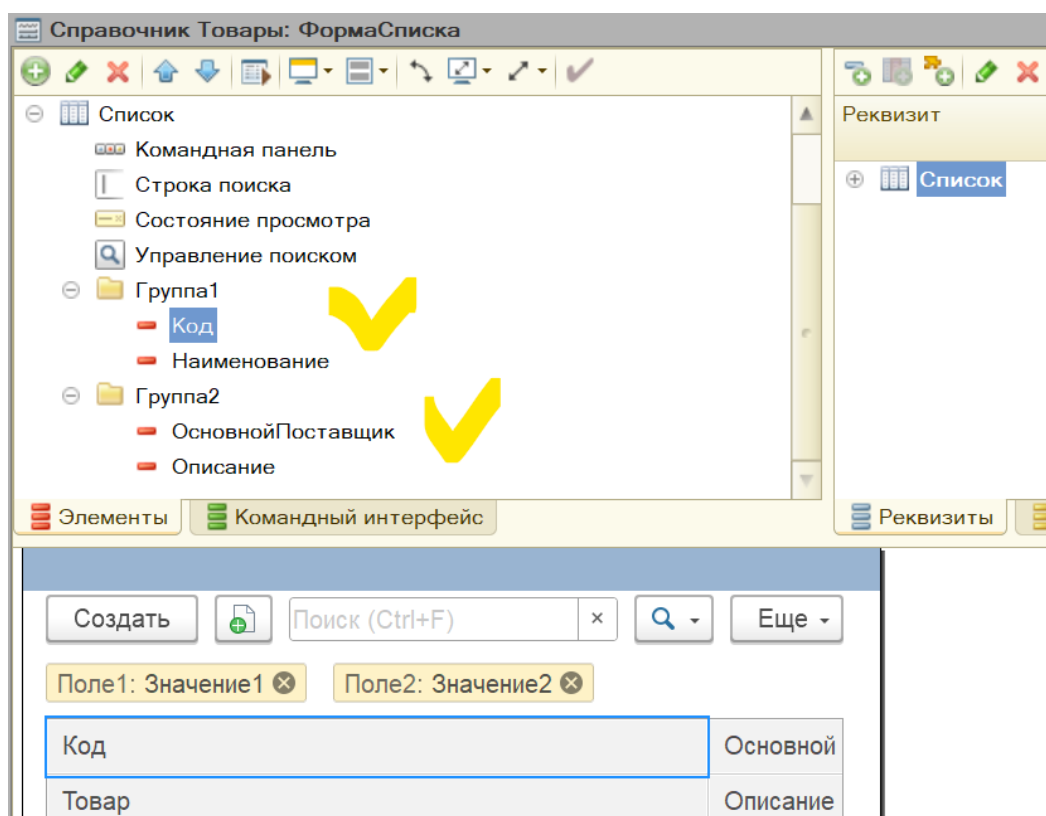 Справочник Товары: ФормаСписка
Список
Командная панель
Строка поиска
Состояние просмотра
Управление поиском
Группа1
Код
Наименование
Группа2
ОсновнойПоставщик
Описание
Элементы
Командный интерфейс
Реквизит
Список
Реквизиты
Создать
Поиск (Ctrl+F)
×
Еще
Поле1: Значение1
Поле2: Значение2
Код
Основной
Товар
Описание